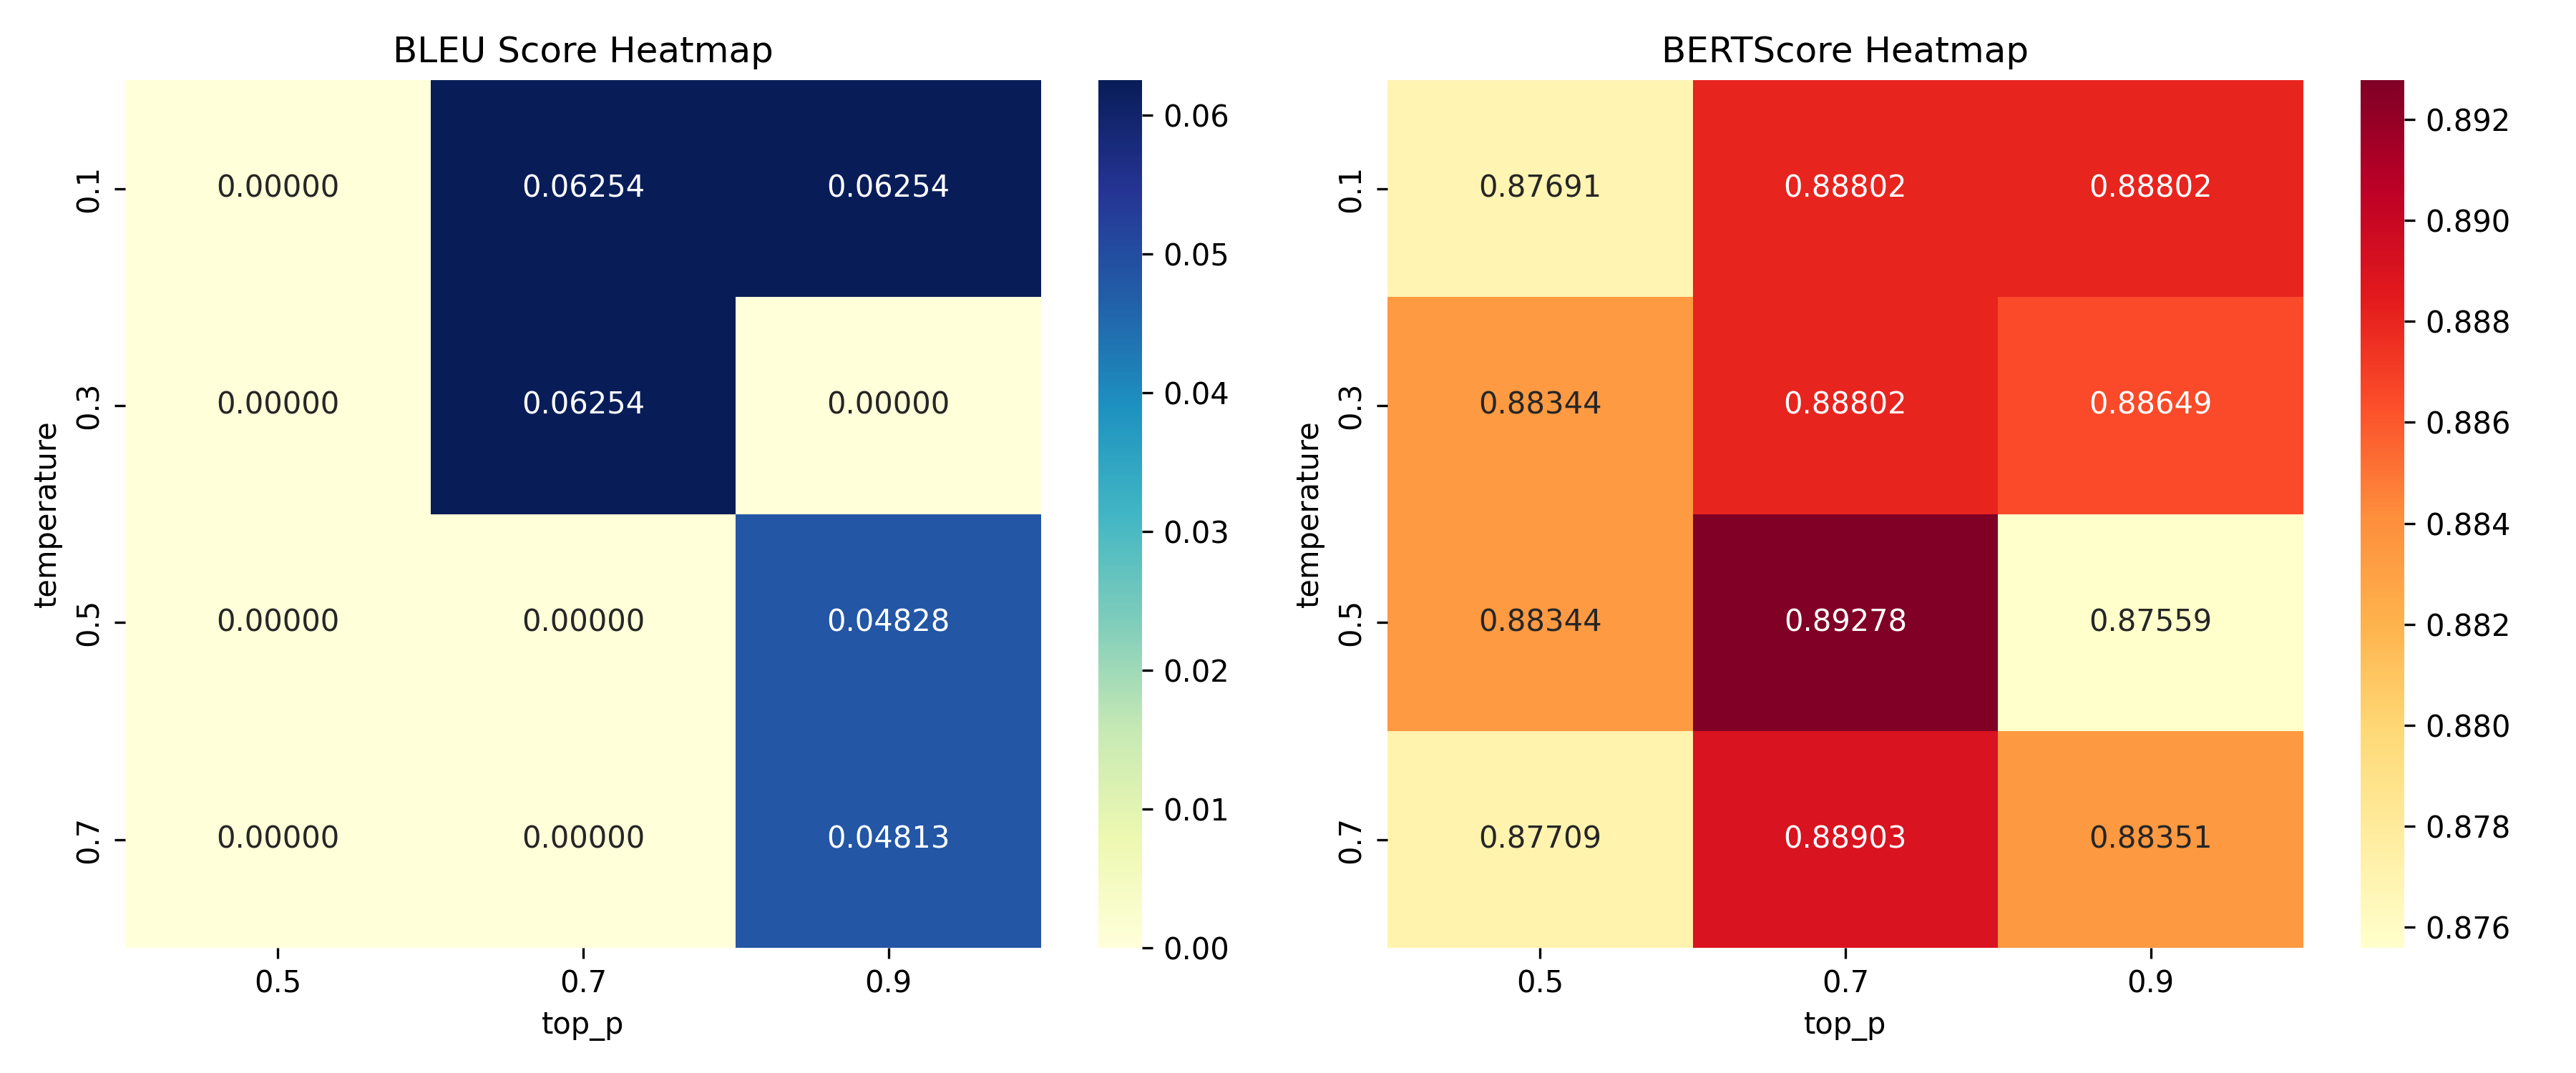 BLEU Score Heatmap
0.00000 0.06254 0.06254
0.00000 0.06254 0.00000
0.00000 0.00000 0.04828
0.00000 0.00000 0.04813
0.1
0.3
0.5
0.7
temperature
0.5 0.7 0.9
top_p
0.06
0.05
0.04
0.03
0.02
0.01
0.00
BERTScore Heatmap
0.87691 0.88802 0.88802
0.88344 0.88802 0.88649
0.88344 0.89278 0.87559
0.87709 0.88903 0.88351
0.1
0.3
0.5
0.7
temperature
0.5 0.7 0.9
top_p
0.892
0.890
0.888
0.886
0.884
0.882
0.880
0.878
0.876